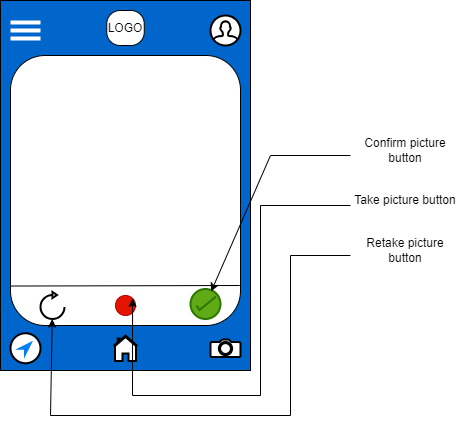 LOGO
Confirm picture
button
Take picture button
Retake picture
button